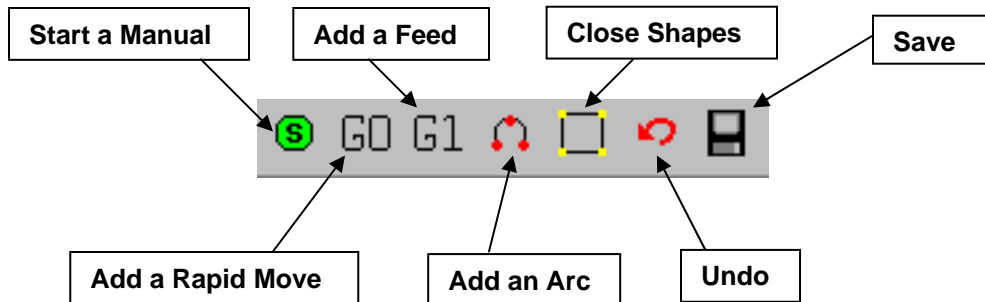 Start a Manual
Add a Feed
Close Shapes
Save
S G0 G1
Add a Rapid Move
Add an Arc
Undo